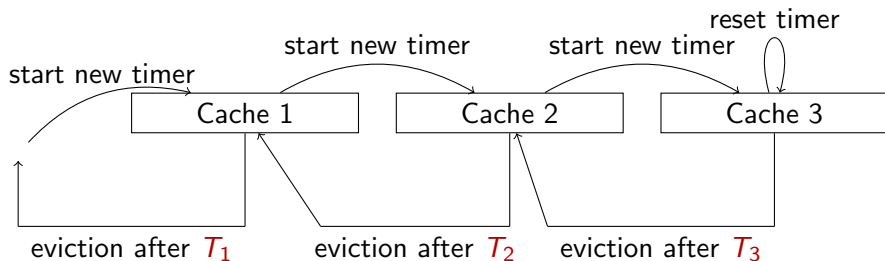 reset timer
start new timer
start new timer
start new timer
Cache 1
Cache 2
Cache 3
eviction after T1
eviction after T2
eviction after T3